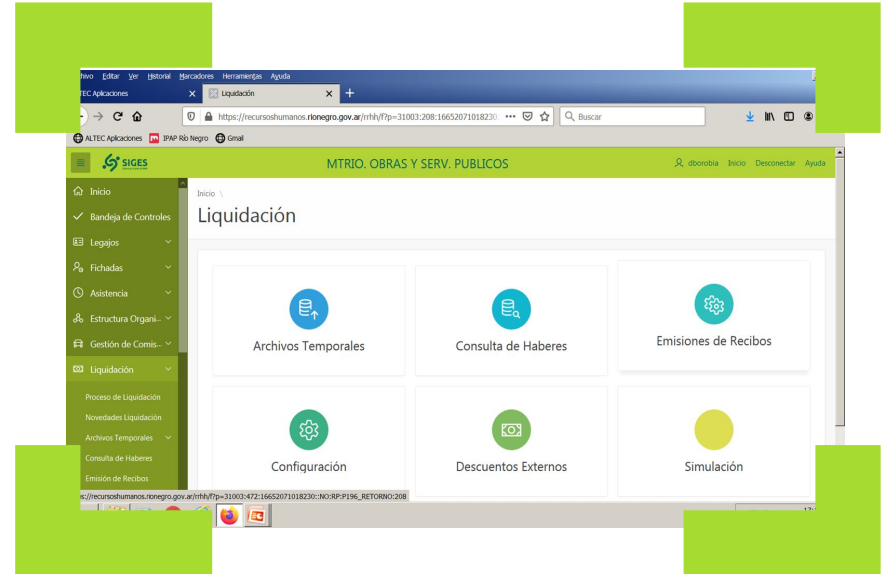 Editar Ver Historial Marcadores Herramientas Ayuda
ALTEC Aplicaciones Liquidación
https://recursoshumanos.rionegro.gov.ar/rrhh/f?p=31003:208:16652071018230: Buscar
ALTEC Aplicaciones IPAP Río Negro Gmail
SIGES MTRIO. OBRAS Y SERV. PUBLICOS dborobia Inicio Desconectar Ayuda
Inicio
Bandeja de Controles
Legajos
Fichadas
Asistencia
Estructura Organi...
Gestión de Comis...
Liquidación
Proceso de Liquidación
Novedades Liquidación
Archivos Temporales
Consulta de Haberes
Emisión de Recibos
Inicio \
Liquidación
Archivos Temporales Consulta de Haberes Emisiones de Recibos
Configuración Descuentos Externos Simulación
://recursoshumanos.rionegro.gov.ar/rrhh/f?p=31003:472:16652071018230::NO:RP:P196_RETORNO:208